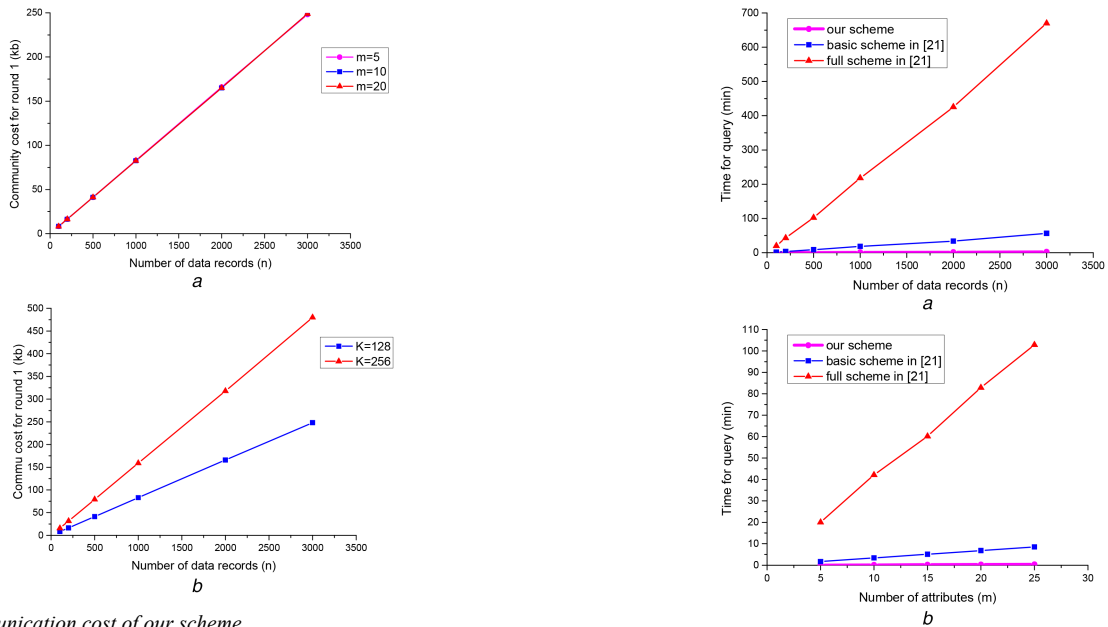 250
200
150
100
50
0
Community cost for round 1 (kb)
m=5
m=10
m=20
0 500 1000 1500 2000 2500 3000 3500
Number of data records (n)
a
500
450
400
350
300
250
200
150
100
50
0
Commu cost for round 1 (kb)
K=128
K=256
0 500 1000 1500 2000 2500 3000 3500
Number of data records (n)
b
unication cost of our scheme
700
600
500
400
300
200
100
0
Time for query (min)
our scheme
basic scheme in [21]
full scheme in [21]
0 500 1000 1500 2000 2500 3000 3500
Number of data records (n)
a
110
100
90
80
70
60
50
40
30
20
10
0
Time for query (min)
our scheme
basic scheme in [21]
full scheme in [21]
0 5 10 15 20 25 30
Number of attributes (m)
b